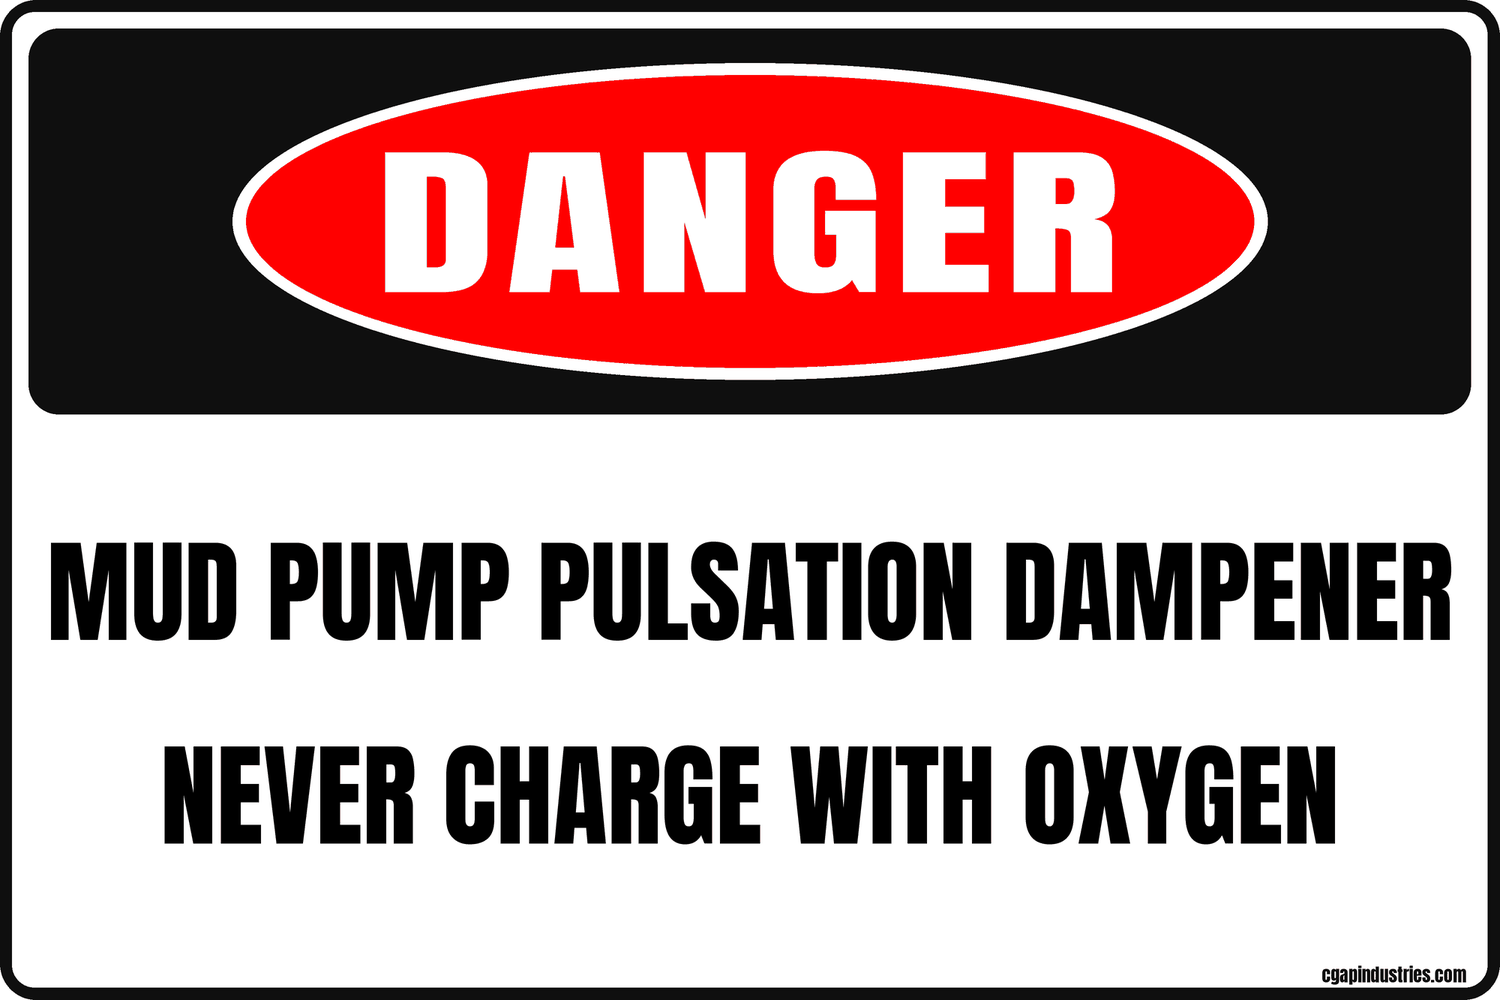 DANGER
MUD PUMP PULSATION DAMPENER
NEVER CHARGE WITH OXYGEN
cgapindustries.com